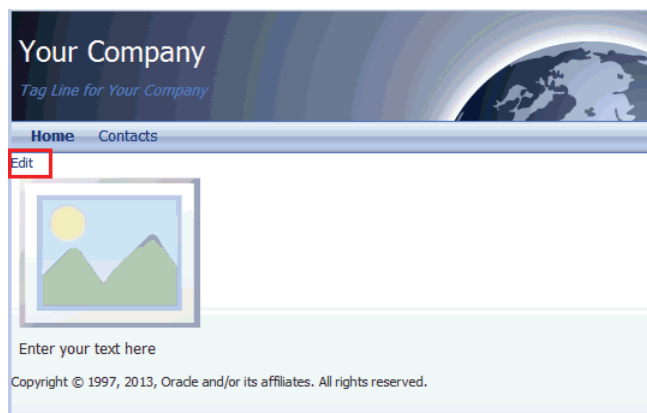 Your Company
Tag Line for Your Company
Home Contacts
Edit
Enter your text here
Copyright © 1997, 2013, Oracle and/or its affiliates. All rights reserved.